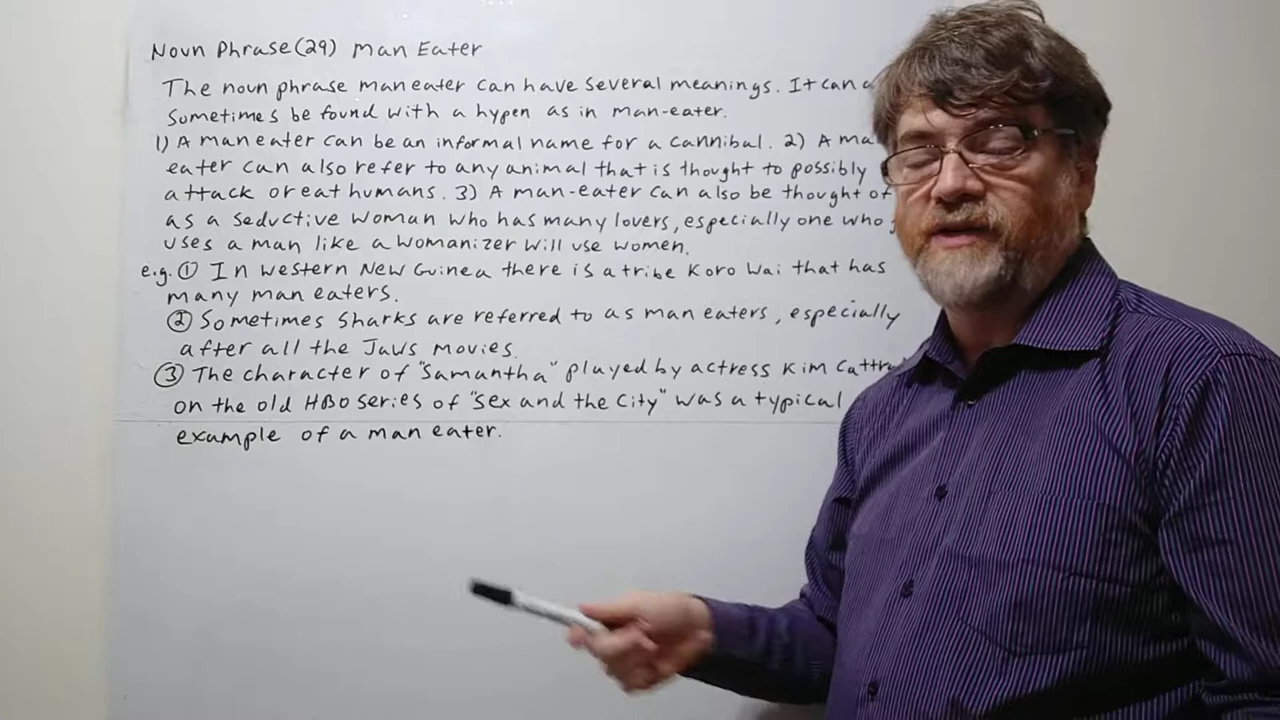 Noun Phrase (29) Man Eater
The noun phrase man eater can have several meanings. It can a
Sometimes be found with a hypen as in man-eater.
1) A man eater can be an informal name for a cannibal. 2) A ma
eater can also refer to any animal that is thought to possibly
attack or eat humans. 3) A man-eater can also be thought of
as a seductive woman who has many lovers, especially one who
uses a man like a womanizer will use women.
e.g. ① In western New Guinea there is a tribe Koro Wai that has
many man eaters.
② Sometimes sharks are referred to as man eaters, especially
after all the Jaws movies.
③ The character of "Samantha" played by actress Kim Cattr
on the old HBO series of "Sex and the City" was a typical
example of a man eater.